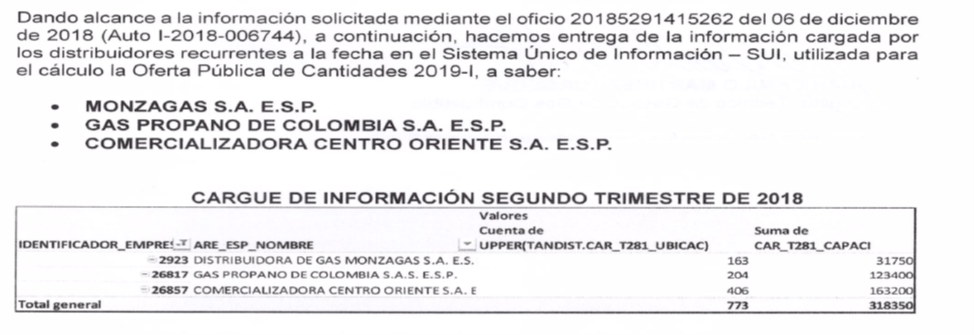 Dando alcance a la información solicitada mediante el oficio 20185291415262 del 06 de diciembre
de 2018 (Auto I-2018-006744), a continuación, hacemos entrega de la información cargada por
los distribuidores recurrentes a la fecha en el Sistema Único de Información – SUI, utilizada para
el cálculo la Oferta Pública de Cantidades 2019-I, a saber:
• MONZAGAS S.A. E.S.P.
• GAS PROPANO DE COLOMBIA S.A. E.S.P.
• COMERCIALIZADORA CENTRO ORIENTE S.A. E.S.P.
CARGUE DE INFORMACIÓN SEGUNDO TRIMESTRE DE 2018
Valores
Cuenta de Suma de
IDENTIFICADOR_EMPRES ARE_ESP_NOMBRE UPPER(TANDIST.CAR_T281_UBICAC) CAR_T281_CAPACI
2923 DISTRIBUIDORA DE GAS MONZAGAS S.A. E.S. 163 31750
26817 GAS PROPANO DE COLOMBIA S.A.S. E.S.P. 204 123400
26857 COMERCIALIZADORA CENTRO ORIENTE S.A. E 406 163200
Total general 773 318350